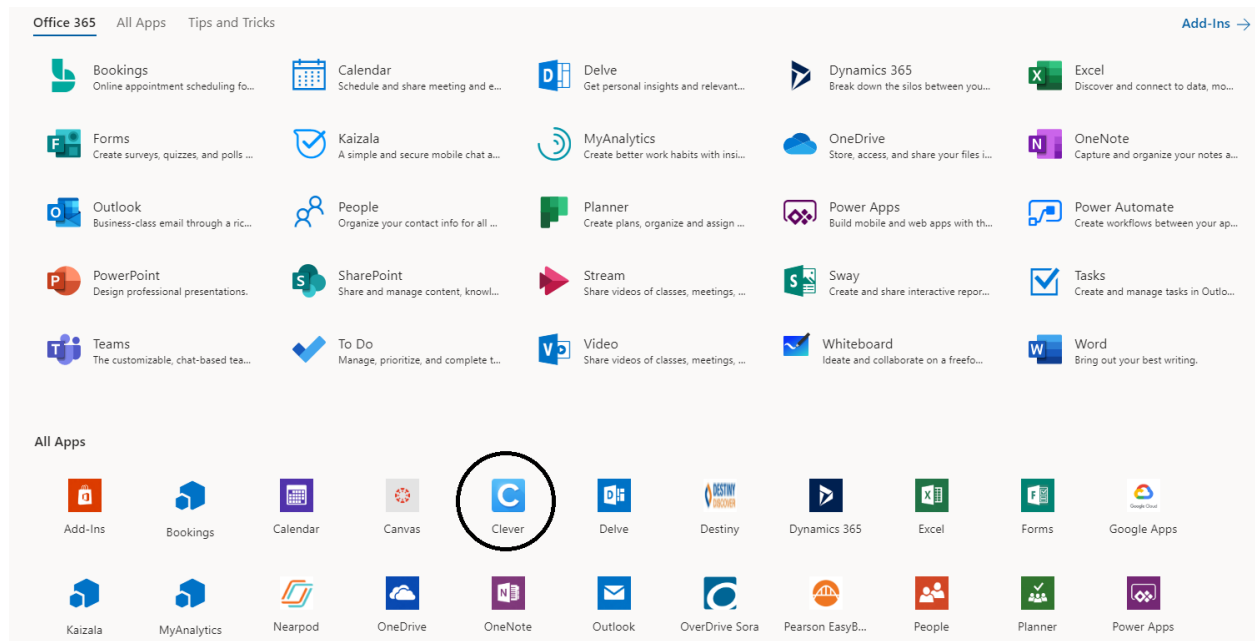 Office 365 All Apps Tips and Tricks Add-Ins →
Bookings
Online appointment scheduling fo...
Calendar
Schedule and share meeting and e...
Delve
Get personal insights and relevant...
Dynamics 365
Break down the silos between you...
Excel
Discover and connect to data, mo...
Forms
Create surveys, quizzes, and polls ...
Kaizala
A simple and secure mobile chat a...
MyAnalytics
Create better work habits with insi...
OneDrive
Store, access, and share your files i...
OneNote
Capture and organize your notes a...
Outlook
Business-class email through a ric...
People
Organize your contact info for all ...
Planner
Create plans, organize and assign ...
Power Apps
Build mobile and web apps with th...
Power Automate
Create workflows between your ap...
PowerPoint
Design professional presentations.
SharePoint
Share and manage content, knowl...
Stream
Share videos of classes, meetings, ...
Sway
Create and share interactive repor...
Tasks
Create and manage tasks in Outlo...
Teams
The customizable, chat-based tea...
To Do
Manage, prioritize, and complete t...
Video
Share videos of classes, meetings, ...
Whiteboard
Ideate and collaborate on a freefo...
Word
Bring out your best writing.
All Apps
DESTINY
DISCOVER
Google Cloud
Add-Ins
Bookings
Calendar
Canvas
Clever
Delve
Destiny
Dynamics 365
Excel
Forms
Google Apps
Kaizala
MyAnalytics
Nearpod
OneDrive
OneNote
Outlook
OverDrive Sora
Pearson EasyB...
People
Planner
Power Apps